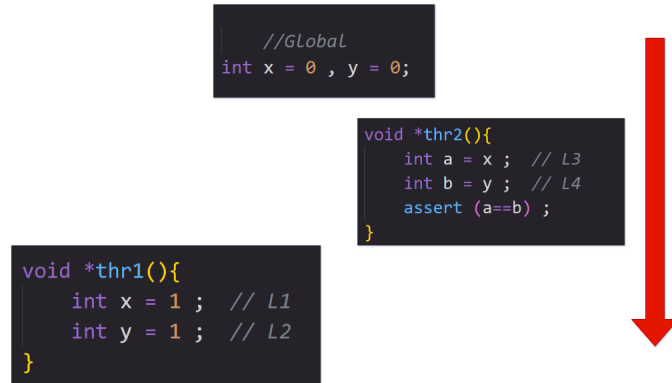 //Global
int x = 0 , y = 0;
void *thr2(){
int a = x ;  // L3
int b = y ;  // L4
assert (a==b) ;
}
void *thr1(){
int x = 1 ;  // L1
int y = 1 ;  // L2
}